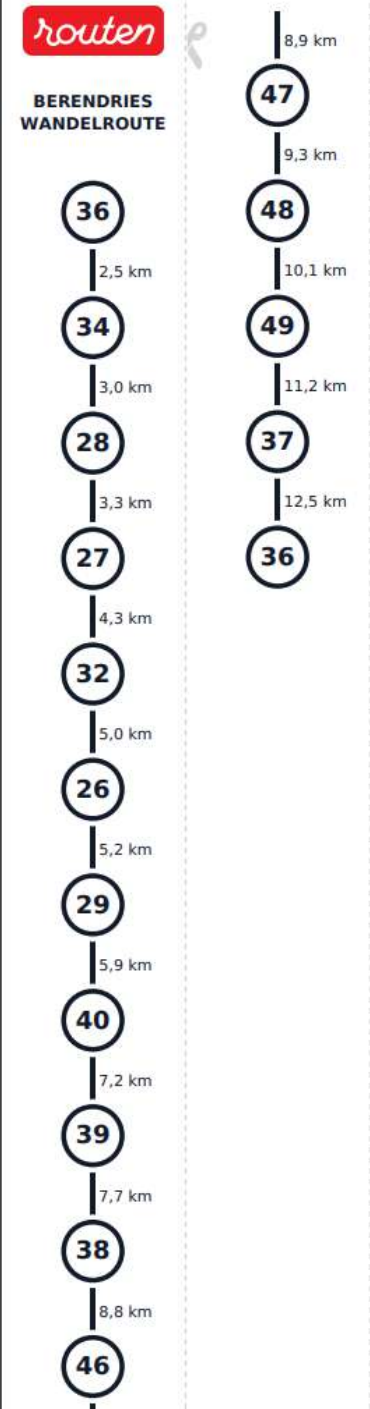 routen
BERENDRIES
WANDELROUTE
36
2,5 km
34
3,0 km
28
3,3 km
27
4,3 km
32
5,0 km
26
5,2 km
29
5,9 km
40
7,2 km
39
7,7 km
38
8,8 km
46
8,9 km
47
9,3 km
48
10,1 km
49
11,2 km
37
12,5 km
36